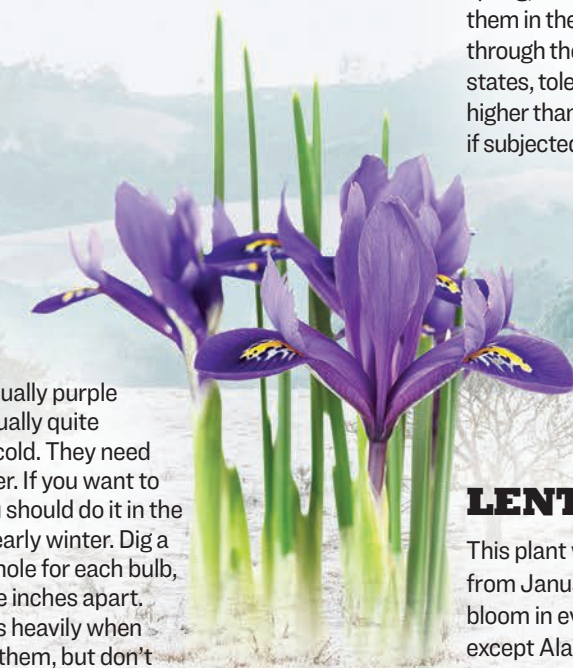 them in the
through the
states, tole
higher than
if subjected
ually purple
ually quite
cold. They need
er. If you want to
should do it in the
early winter. Dig a
hole for each bulb,
e inches apart.
s heavily when
them, but don't
LENT
This plant
from Janua
bloom in ev
except Ala